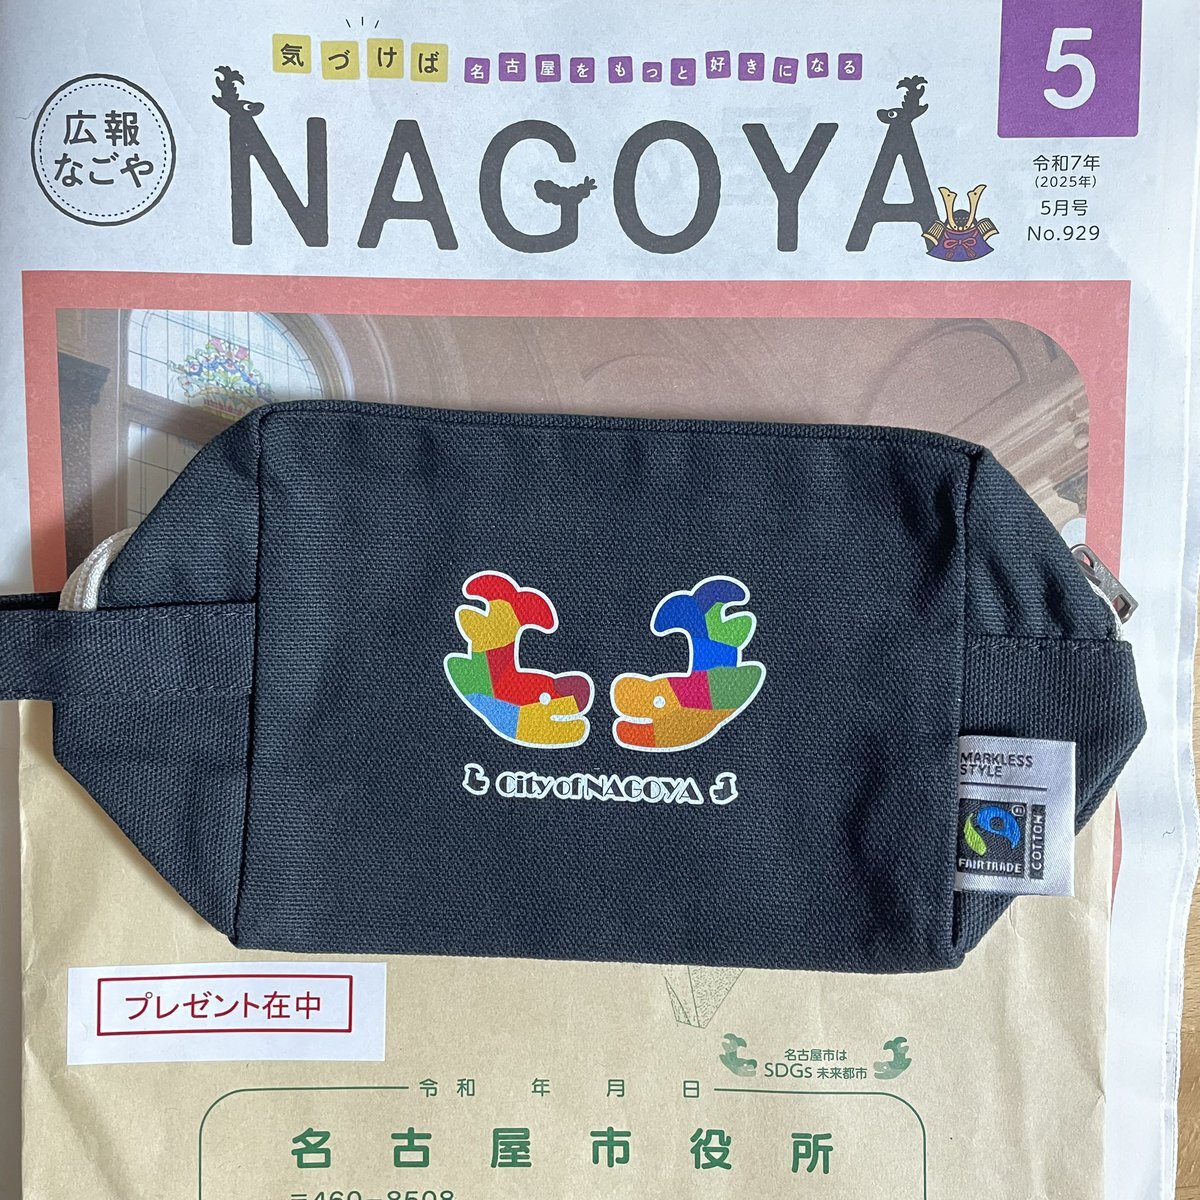 気づけば名古屋をもっと好きになる
広報
なごや
NAGOYA
5
令和7年
(2025年)
5月号
No.929
City of NAGOYA
MARKLESS
STYLE
FAIRTRADE
COTTON
プレゼント在中
名古屋市は
SDGs 未来都市
令和 年 月 日
名古屋市役所
〒460-8508